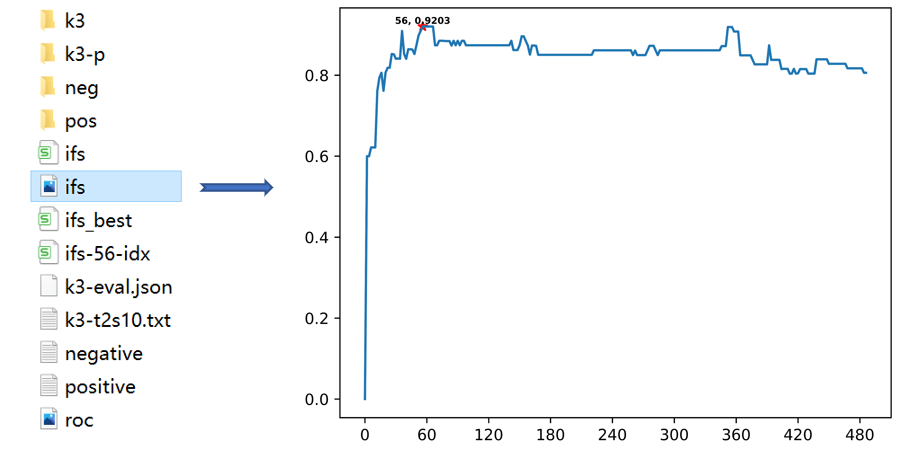 k3
k3-p
neg
pos
ifs
ifs
ifs_best
ifs-56-idx
k3-eval.json
k3-t2s10.txt
negative
positive
roc
56, 0.9203
0.8
0.6
0.4
0.2
0.0
0 60 120 180 240 300 360 420 480